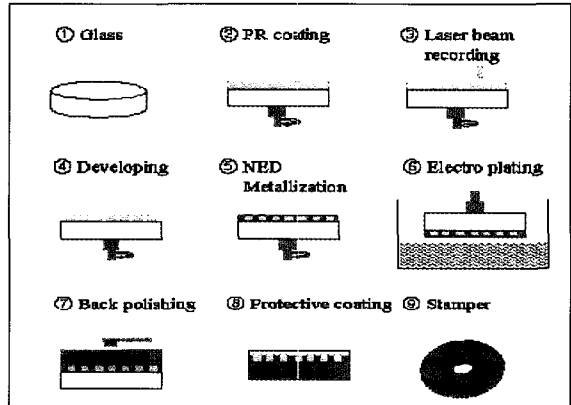 ① Glass
② PR coating
③ Laser beam
recording
④ Developing
⑤ NED
Metallization
⑥ Electro plating
⑦ Back polishing
⑧ Protective coating
⑨ Stamper